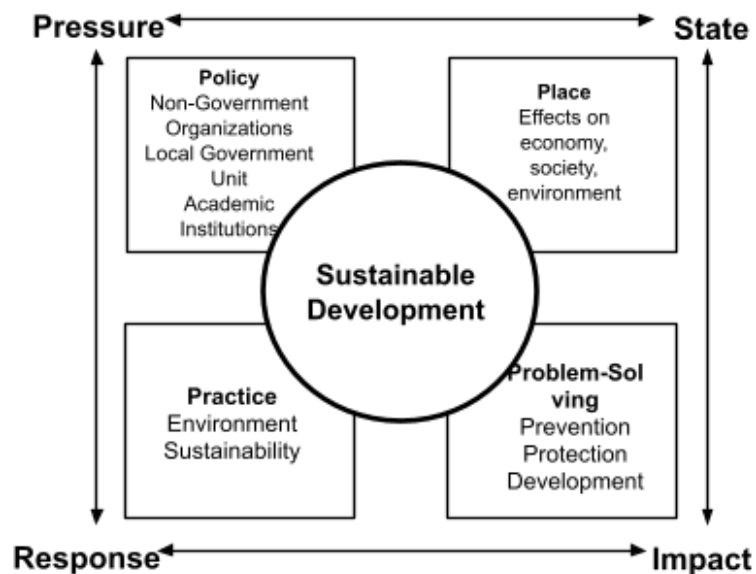 Pressure
State
Policy
Non-Government
Organizations
Local Government
Unit
Academic
Institutions
Place
Effects on
economy,
society,
environment
Sustainable
Development
Practice
Environment
Sustainability
Problem-Sol
ving
Prevention
Protection
Development
Response
Impact